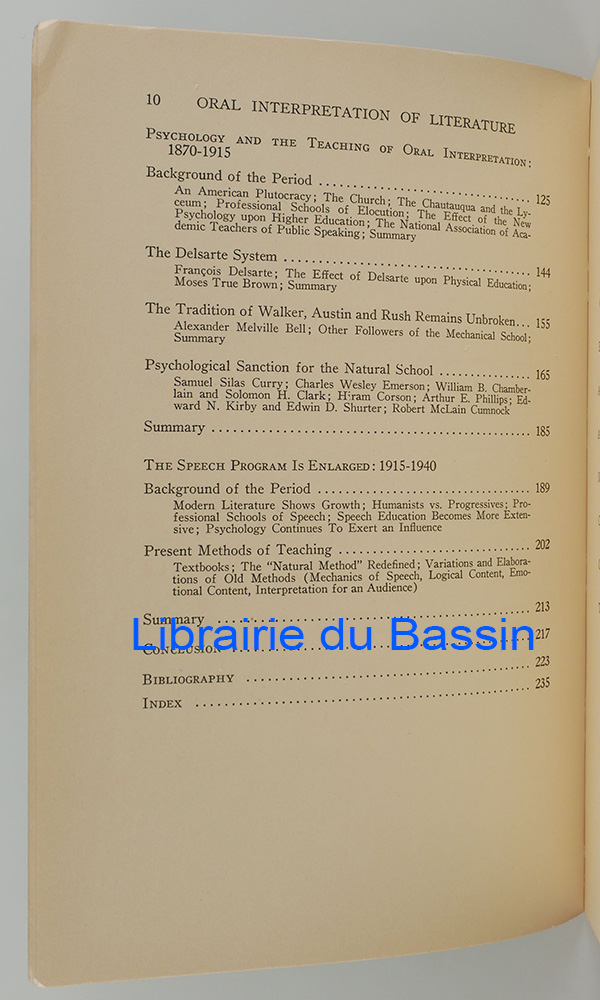 10 ORAL INTERPRETATION OF LITERATURE
PSYCHOLOGY AND THE TEACHING OF ORAL INTERPRETATION:
1870-1915
Background of the Period ................................ 125
An American Plutocracy; The Church; The Chautauqua and the Ly-
ceum; Professional Schools of Elocution; The Effect of the New
Psychology upon Higher Education; The National Association of Aca-
demic Teachers of Public Speaking; Summary
The Delsarte System ..................................... 144
François Delsarte; The Effect of Delsarte upon Physical Education;
Moses True Brown; Summary
The Tradition of Walker, Austin and Rush Remains Unbroken... 155
Alexander Melville Bell; Other Followers of the Mechanical School;
Summary
Psychological Sanction for the Natural School ............... 165
Samuel Silas Curry; Charles Wesley Emerson; William B. Chamber-
lain and Solomon H. Clark; Hiram Corson; Arthur E. Phillips; Ed-
ward N. Kirby and Edwin D. Shurter; Robert McLain Cumnock
Summary ................................................ 185
THE SPEECH PROGRAM IS ENLARGED: 1915-1940
Background of the Period ................................ 189
Modern Literature Shows Growth; Humanists vs. Progressives; Pro-
fessional Schools of Speech; Speech Education Becomes More Exten-
sive; Psychology Continues To Exert an Influence
Present Methods of Teaching ............................. 202
Textbooks; The "Natural Method" Redefined; Variations and Elabora-
tions of Old Methods (Mechanics of Speech, Logical Content, Emo-
tional Content, Interpretation for an Audience)
Summary ................................................ 213
Librairie du Bassin
CONCLUSION ............................................. 217
BIBLIOGRAPHY ........................................... 223
INDEX .................................................. 235